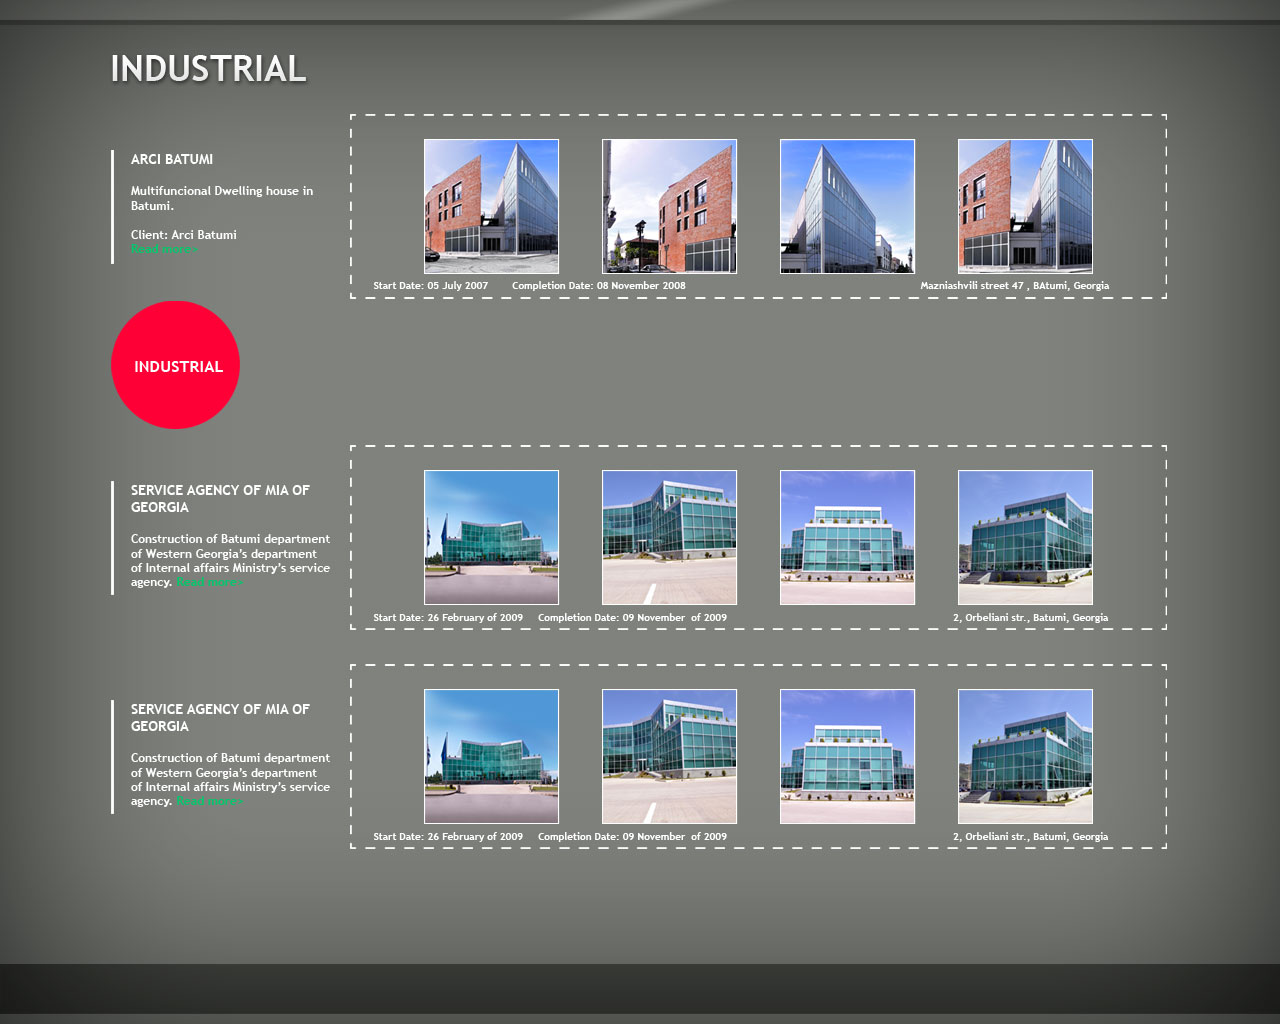 INDUSTRIAL
ARCI BATUMI
Multifuncional Dwelling house in
Batumi.
Client: Arci Batumi
Read more>
Start Date: 05 July 2007 Completion Date: 08 November 2008 Mazniashvili street 47 , BAtumi, Georgia
INDUSTRIAL
SERVICE AGENCY OF MIA OF
GEORGIA
Construction of Batumi department
of Western Georgia’s department
of Internal affairs Ministry’s service
agency. Read more>
Start Date: 26 February of 2009 Completion Date: 09 November of 2009 2, Orbeliani str., Batumi, Georgia
SERVICE AGENCY OF MIA OF
GEORGIA
Construction of Batumi department
of Western Georgia’s department
of Internal affairs Ministry’s service
agency. Read more>
Start Date: 26 February of 2009 Completion Date: 09 November of 2009 2, Orbeliani str., Batumi, Georgia